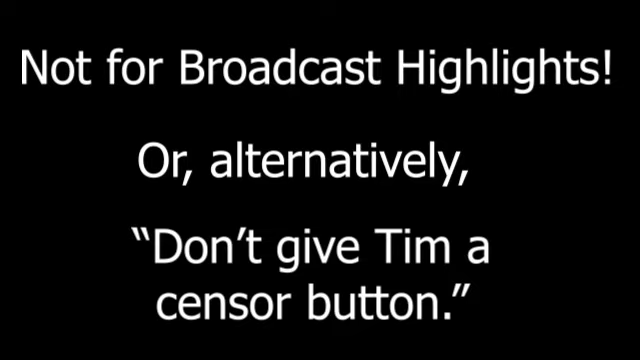 Not for Broadcast Highlights!
Or, alternatively,
“Don’t give Tim a
censor button.”